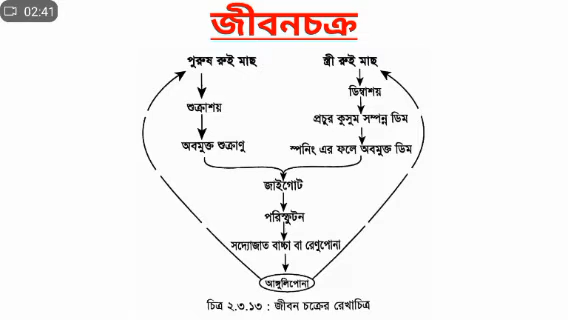 02:41
জীবনচক্র
পুরুষ রুই মাছ
স্ত্রী রুই মাছ
শুক্রাশয়
ডিম্বাশয়
প্রচুর কুসুম সম্পন্ন ডিম
অবমুক্ত শুক্রাণু
স্পনিং এর ফলে অবমুক্ত ডিম
জাইগোট
পরিস্ফুটন
সদ্যোজাত বাচ্চা বা রেণুপোনা
আঙ্গুলিপোনা
চিত্র ২.৩.১৩ : জীবন চক্রের রেখাচিত্র